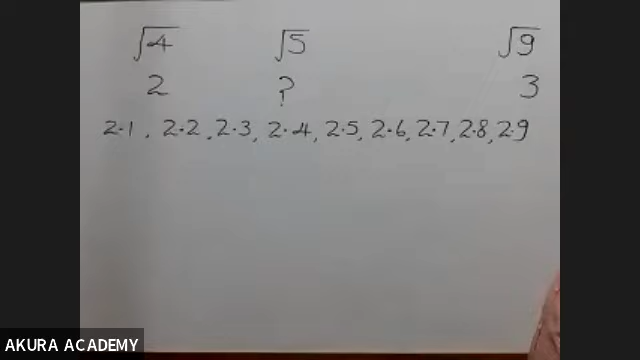 √4 √5 √9
2 ? 3
2·1, 2·2, 2·3, 2·4, 2·5, 2·6, 2·7, 2·8, 2·9
AKURA ACADEMY